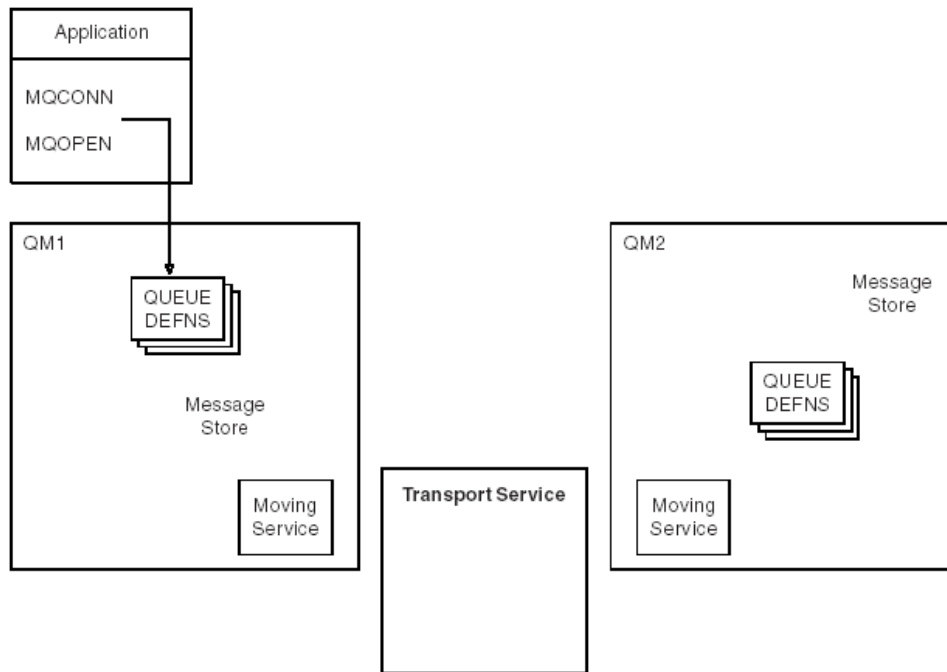 Application
MQCONN
MQOPEN
QM1
QUEUE
DEFNS
Message
Store
Moving
Service
Transport Service
QM2
Message
Store
QUEUE
DEFNS
Moving
Service